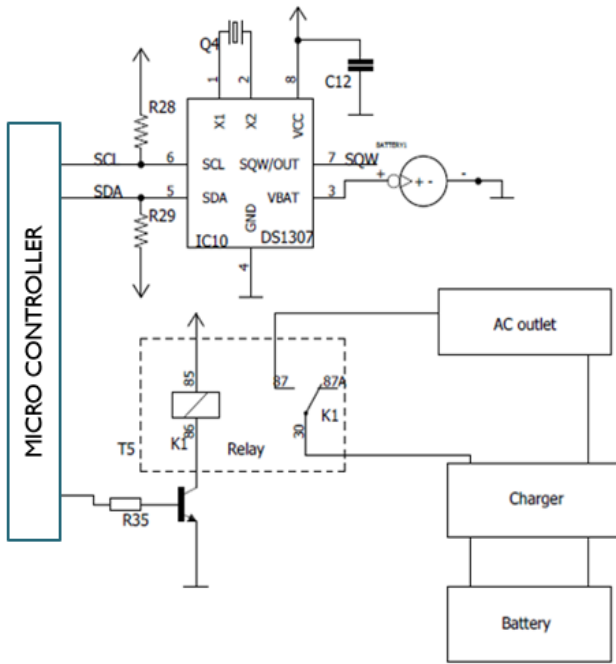 Q4
1
2
8
C12
R28
X1
X2
VCC
SCL
6
SCL
SQW/OUT
7
SQW
BATTERY1
SDA
5
SDA
VBAT
3
+
+ -
-
R29
GND
IC10
DS1307
4
MICRO CONTROLLER
AC outlet
85
87
87A
K1
86
K1
30
T5
Relay
R35
Charger
Battery